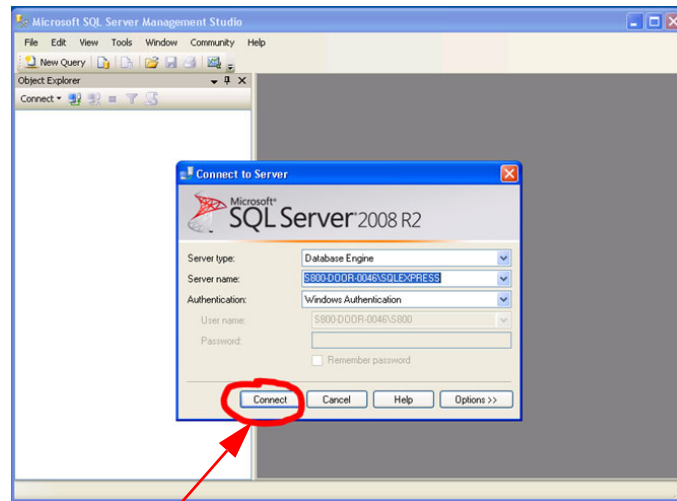 Microsoft SQL Server Management Studio
File Edit View Tools Window Community Help
New Query
Object Explorer
Connect
Connect to Server
Microsoft
SQL Server 2008 R2
Server type: Database Engine
Server name: S800-DOOR-0046\SQLEXPRESS
Authentication: Windows Authentication
User name: S800-DOOR-0046\S800
Password:
Remember password
Connect Cancel Help Options >>